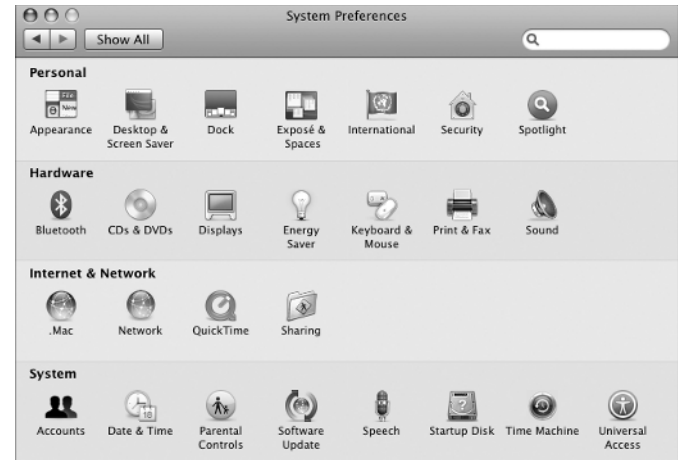 System Preferences
Show All
Personal
Appearance
Desktop & Screen Saver
Dock
Exposé & Spaces
International
Security
Spotlight
Hardware
Bluetooth
CDs & DVDs
Displays
Energy Saver
Keyboard & Mouse
Print & Fax
Sound
Internet & Network
.Mac
Network
QuickTime
Sharing
System
Accounts
Date & Time
Parental Controls
Software Update
Speech
Startup Disk
Time Machine
Universal Access